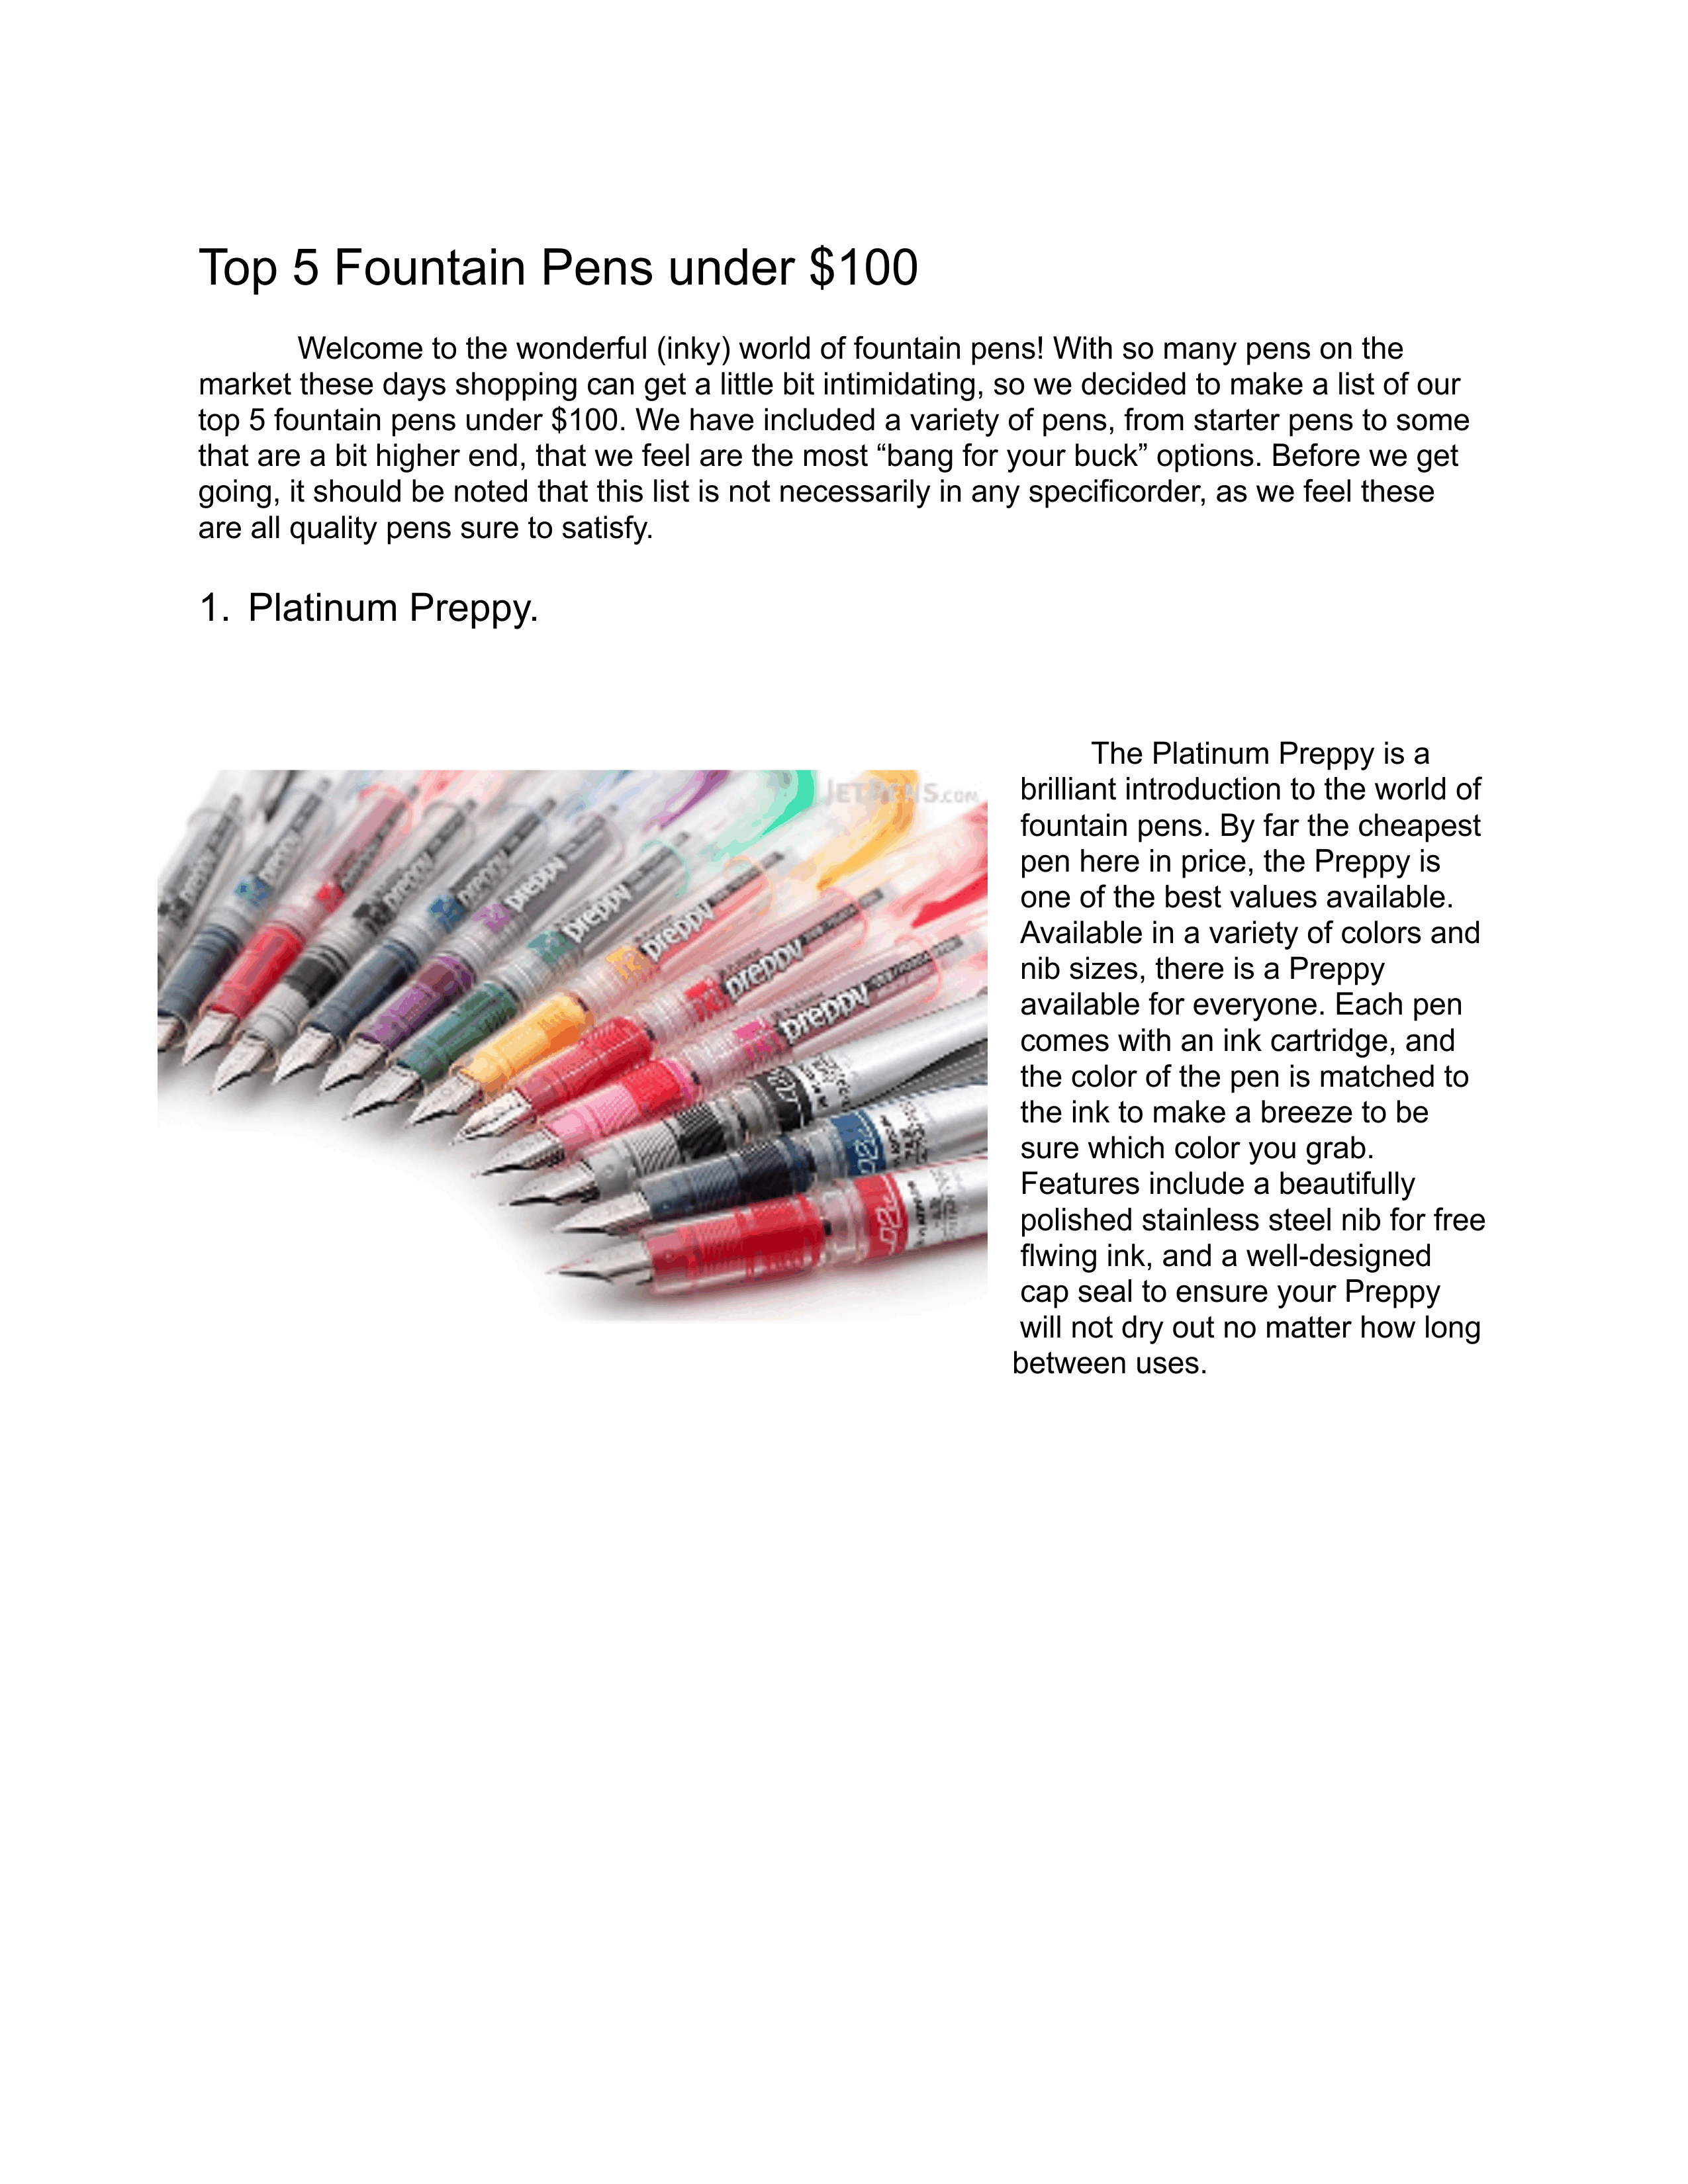 Top 5 Fountain Pens under $100
Welcome to the wonderful (inky) world of fountain pens! With so many pens on the
market these days shopping can get a little bit intimidating, so we decided to make a list of our
top 5 fountain pens under $100. We have included a variety of pens, from starter pens to some
that are a bit higher end, that we feel are the most “bang for your buck” options. Before we get
going, it should be noted that this list is not necessarily in any specificorder, as we feel these
are all quality pens sure to satisfy.
1. Platinum Preppy.
The Platinum Preppy is a
brilliant introduction to the world of
fountain pens. By far the cheapest
pen here in price, the Preppy is
one of the best values available.
Available in a variety of colors and
nib sizes, there is a Preppy
available for everyone. Each pen
comes with an ink cartridge, and
the color of the pen is matched to
the ink to make a breeze to be
sure which color you grab.
Features include a beautifully
polished stainless steel nib for free
flwing ink, and a well-designed
cap seal to ensure your Preppy
will not dry out no matter how long
between uses.
JETPENS.COM
preppy
preppy
preppy
preppy
preppy
preppy
preppy
preppy
preppy
preppy
02
02
02